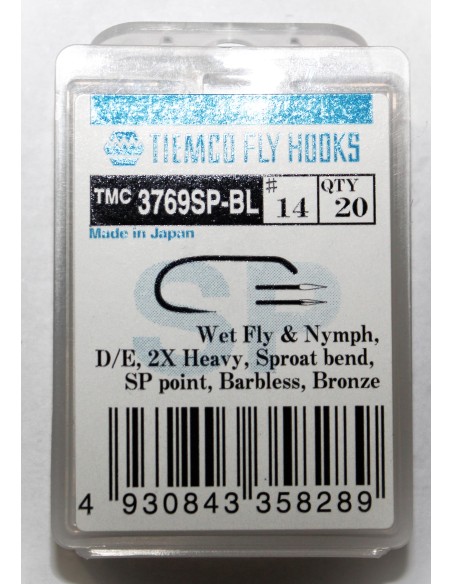 TIEMCO FLY HOOKS
TMC 3769SP-BL # 14 QTY 20
Made in Japan
SP
Wet Fly & Nymph,
D/E, 2X Heavy, Sproat bend,
SP point, Barbless, Bronze
4 930843 358289